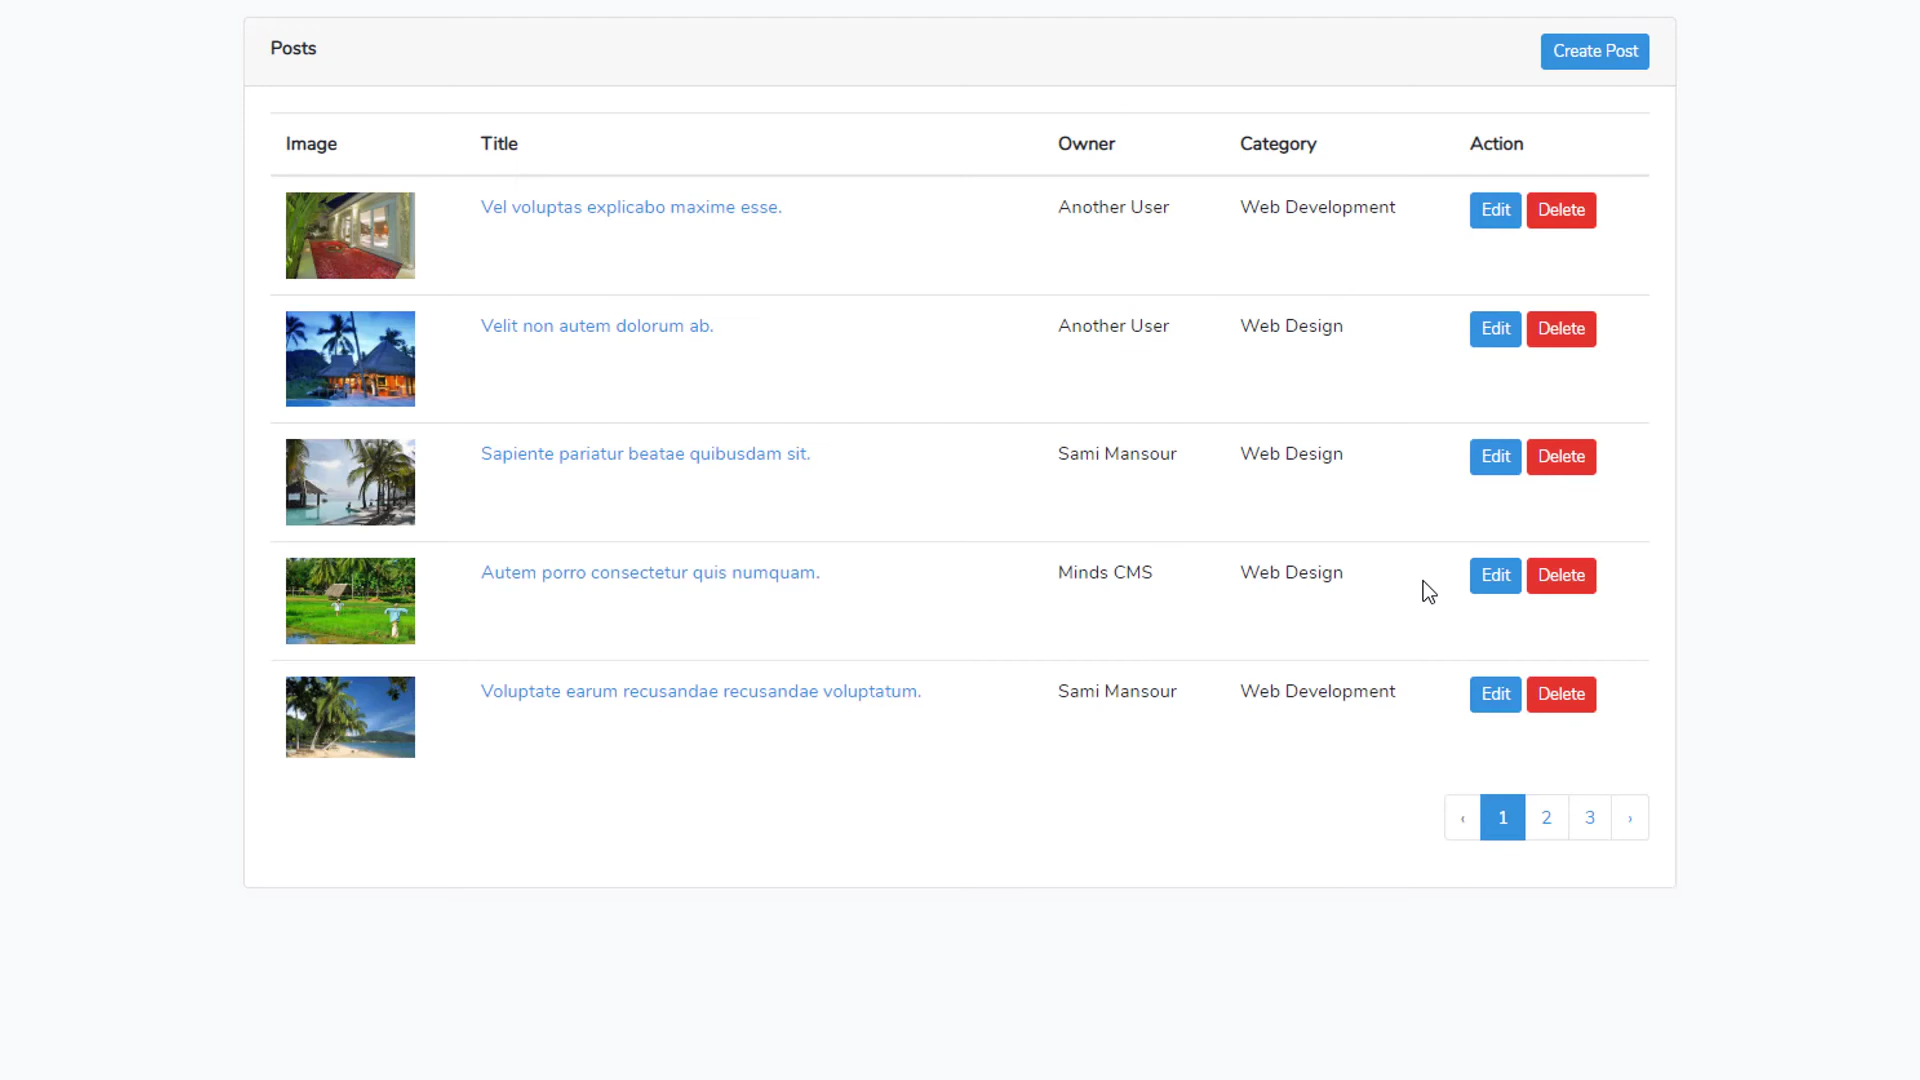 Posts Create Post
Image Title Owner Category Action
Vel voluptas explicabo maxime esse. Another User Web Development Edit Delete
Velit non autem dolorum ab. Another User Web Design Edit Delete
Sapiente pariatur beatae quibusdam sit. Sami Mansour Web Design Edit Delete
Autem porro consectetur quis numquam. Minds CMS Web Design Edit Delete
Voluptate earum recusandae recusandae voluptatum. Sami Mansour Web Development Edit Delete
‹ 1 2 3 ›